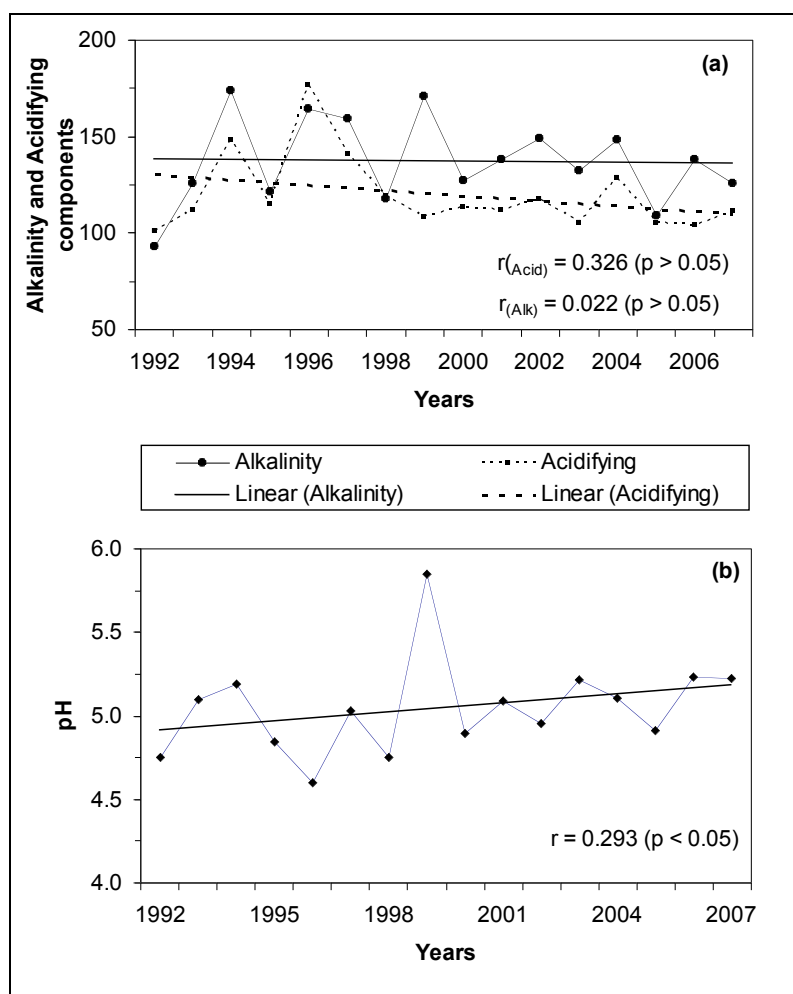 (a)
Alkalinity and Acidifying
components
200
150
100
50
r(Acid) = 0.326 (p > 0.05)
r(Alk) = 0.022 (p > 0.05)
1992 1994 1996 1998 2000 2002 2004 2006
Years
Alkalinity Acidifying
Linear (Alkalinity) Linear (Acidifying)
(b)
pH
6.0
5.5
5.0
4.5
4.0
r = 0.293 (p < 0.05)
1992 1995 1998 2001 2004 2007
Years